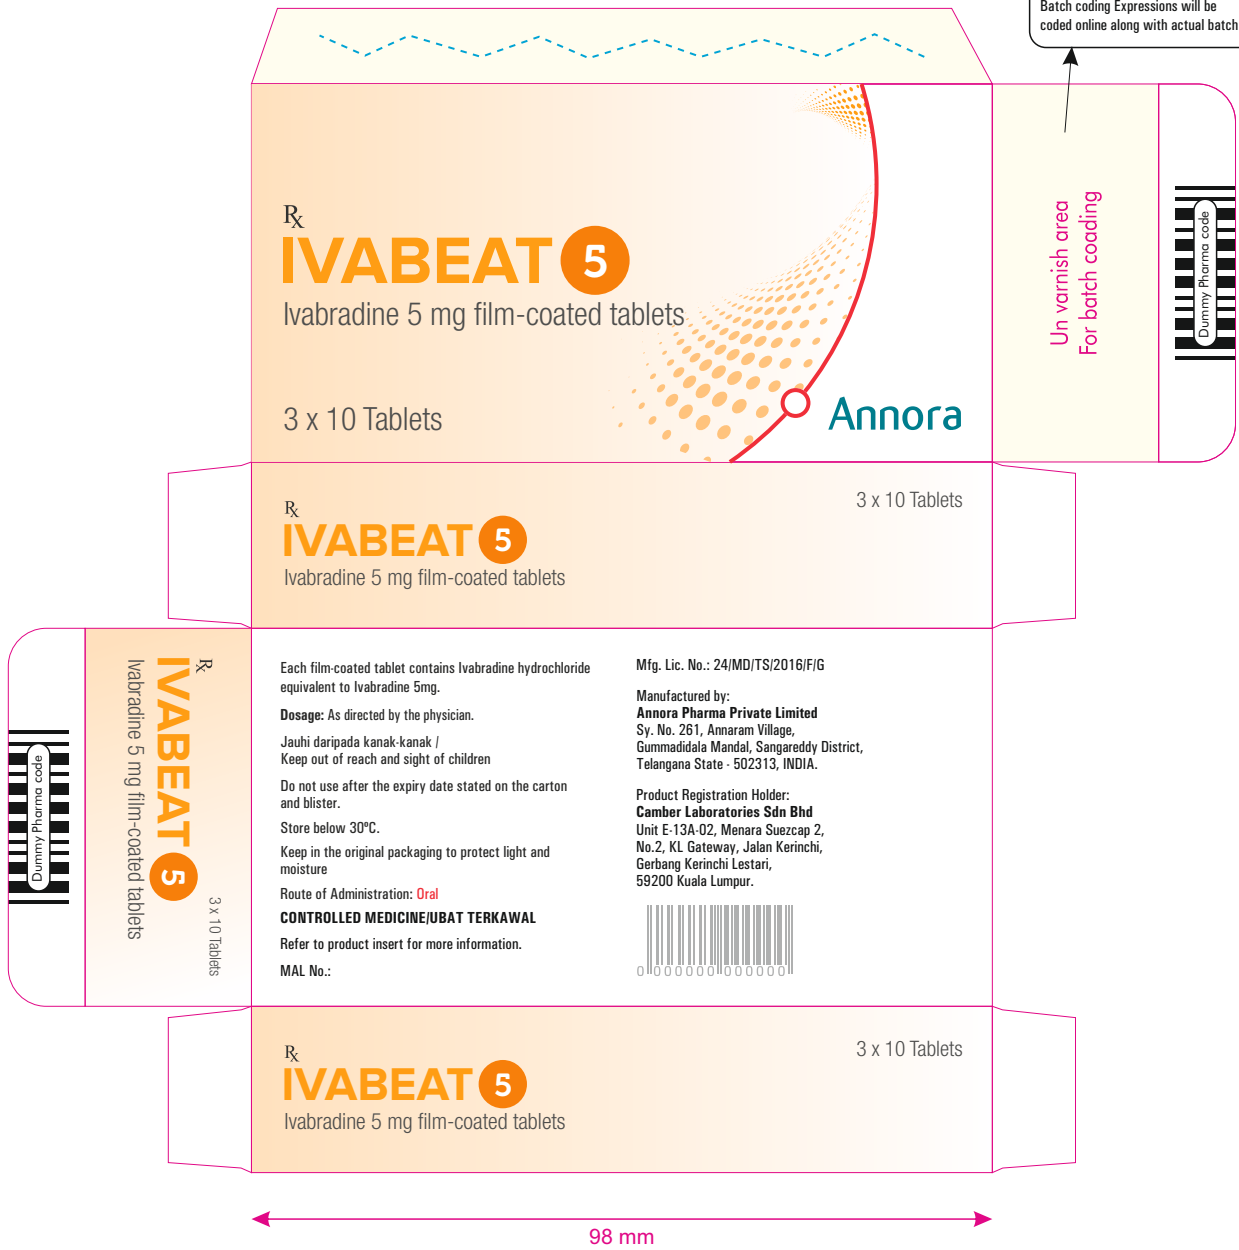 Batch coding Expressions will be
coded online along with actual batch
Rx
IVABEAT 5
Ivabradine 5 mg film-coated tablets
3 x 10 Tablets
Annora
Un varnish area
For batch coading
Dummy Pharma code
Rx
IVABEAT 5
Ivabradine 5 mg film-coated tablets
3 x 10 Tablets
Dummy Pharma code
Rx
IVABEAT 5
Ivabradine 5 mg film-coated tablets
3 x 10 Tablets
Each film-coated tablet contains Ivabradine hydrochloride
equivalent to Ivabradine 5mg.
Dosage: As directed by the physician.
Jauhi daripada kanak-kanak /
Keep out of reach and sight of children
Do not use after the expiry date stated on the carton
and blister.
Store below 30ºC.
Keep in the original packaging to protect light and
moisture
Route of Administration: Oral
CONTROLLED MEDICINE/UBAT TERKAWAL
Refer to product insert for more information.
MAL No.:
Mfg. Lic. No.: 24/MD/TS/2016/F/G
Manufactured by:
Annora Pharma Private Limited
Sy. No. 261, Annaram Village,
Gummadidala Mandal, Sangareddy District,
Telangana State - 502313, INDIA.
Product Registration Holder:
Camber Laboratories Sdn Bhd
Unit E-13A-02, Menara Suezcap 2,
No.2, KL Gateway, Jalan Kerinchi,
Gerbang Kerinchi Lestari,
59200 Kuala Lumpur.
0 000000 000000
Rx
IVABEAT 5
Ivabradine 5 mg film-coated tablets
3 x 10 Tablets
98 mm